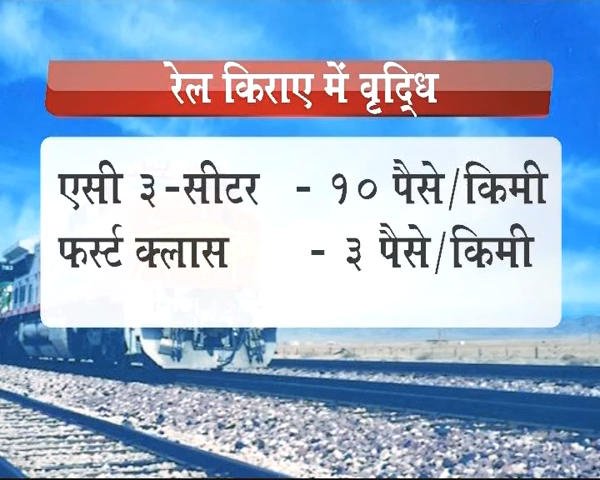 रेल किराए में वृद्धि
एसी ३-सीटर - १० पैसे/किमी
फर्स्ट क्लास - ३ पैसे/किमी